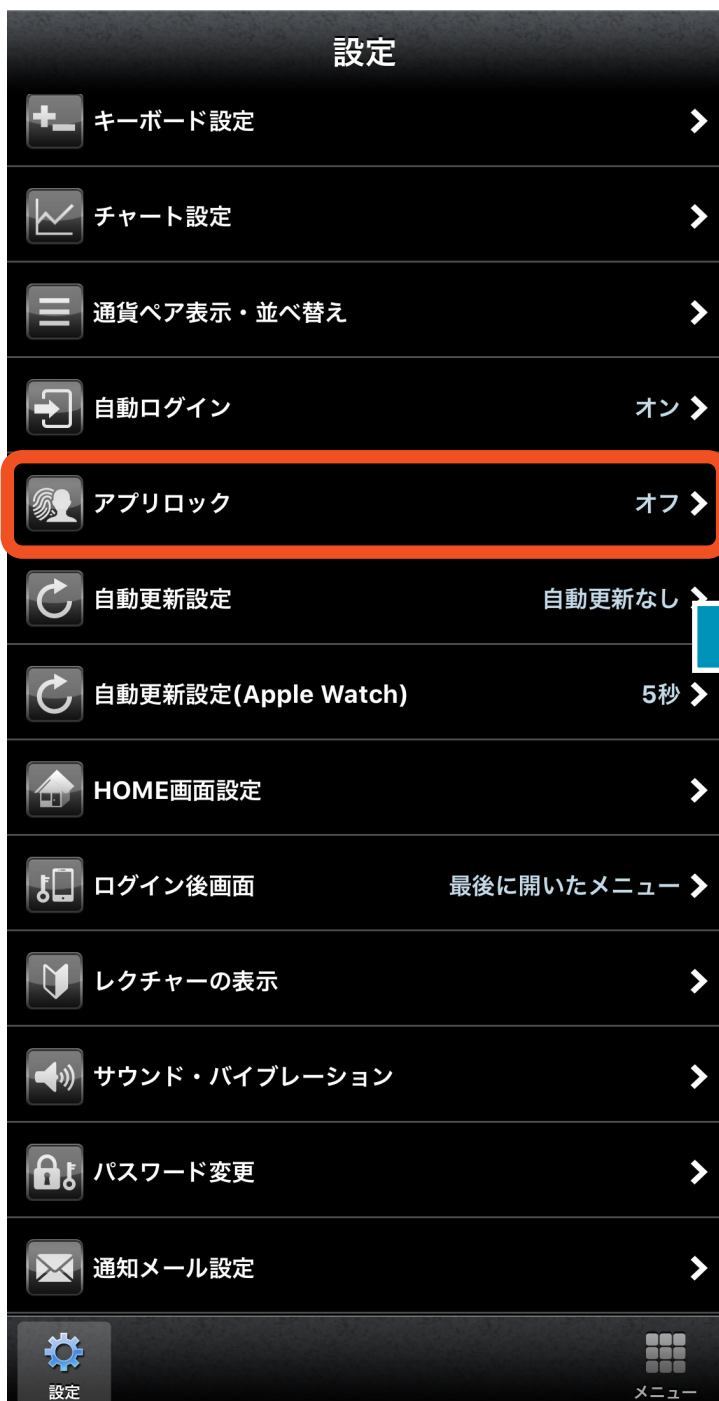 設定
キーボード設定
チャート設定
通貨ペア表示・並べ替え
自動ログイン オン
アプリロック オフ
自動更新設定 自動更新なし
自動更新設定(Apple Watch) 5秒
HOME画面設定
ログイン後画面 最後に開いたメニュー
レクチャーの表示
サウンド・バイブレーション
パスワード変更
通知メール設定
設定 メニュー